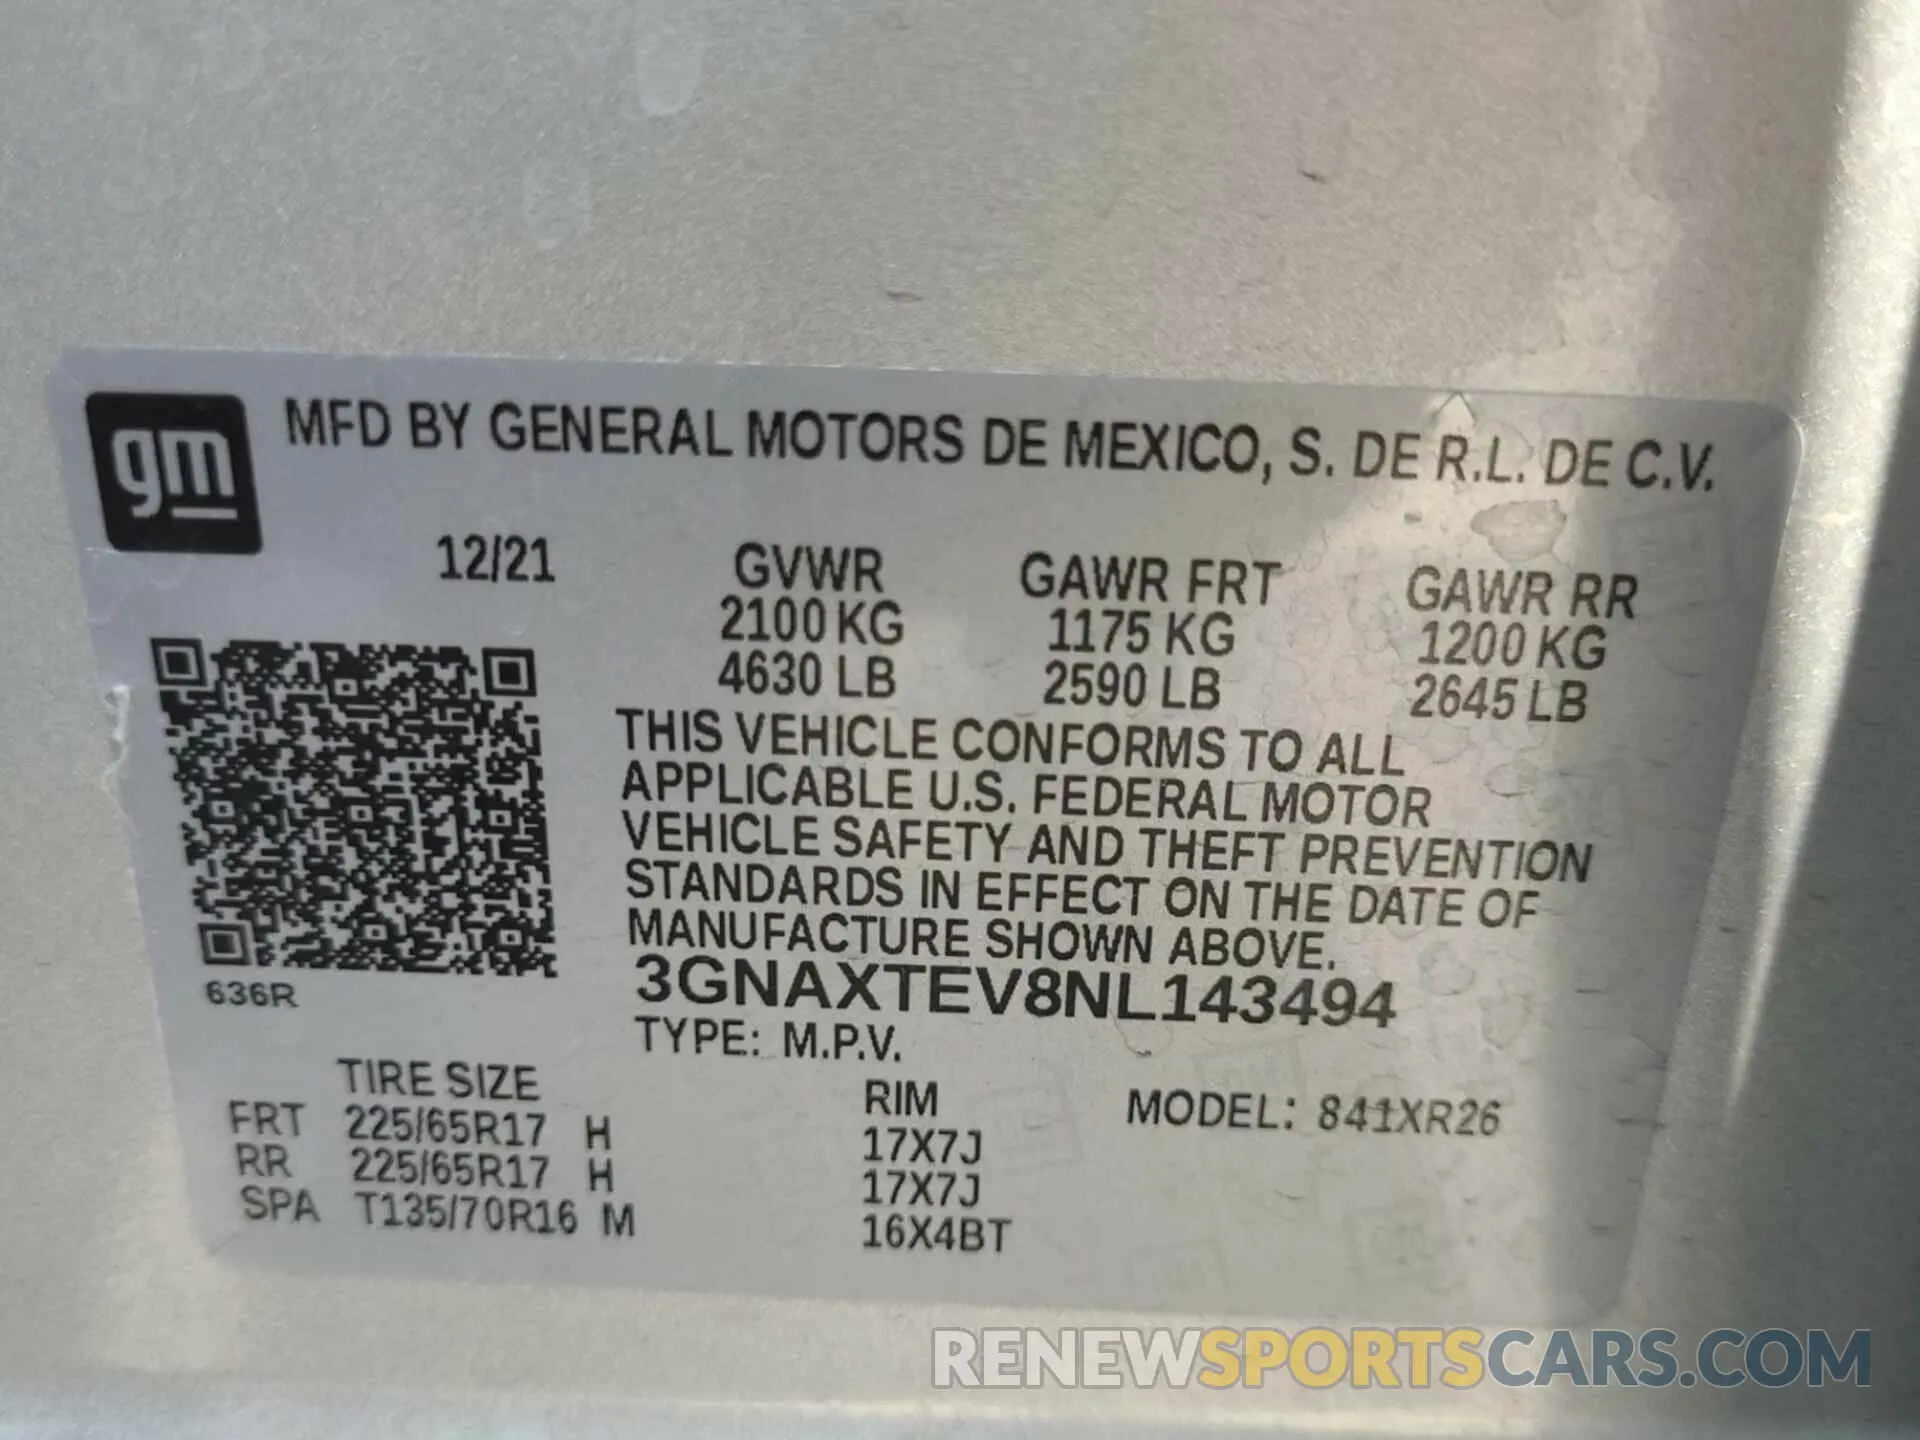 gm
MFD BY GENERAL MOTORS DE MEXICO, S. DE R.L. DE C.V.
12/21 GVWR GAWR FRT GAWR RR
2100 KG 1175 KG 1200 KG
4630 LB 2590 LB 2645 LB
THIS VEHICLE CONFORMS TO ALL
APPLICABLE U.S. FEDERAL MOTOR
VEHICLE SAFETY AND THEFT PREVENTION
STANDARDS IN EFFECT ON THE DATE OF
MANUFACTURE SHOWN ABOVE.
636R
3GNAXTEV8NL143494
TYPE: M.P.V.
TIRE SIZE RIM MODEL: 841XR26
FRT 225/65R17 H 17X7J
RR 225/65R17 H 17X7J
SPA T135/70R16 M 16X4BT
RENEWSPORTSCARS.COM